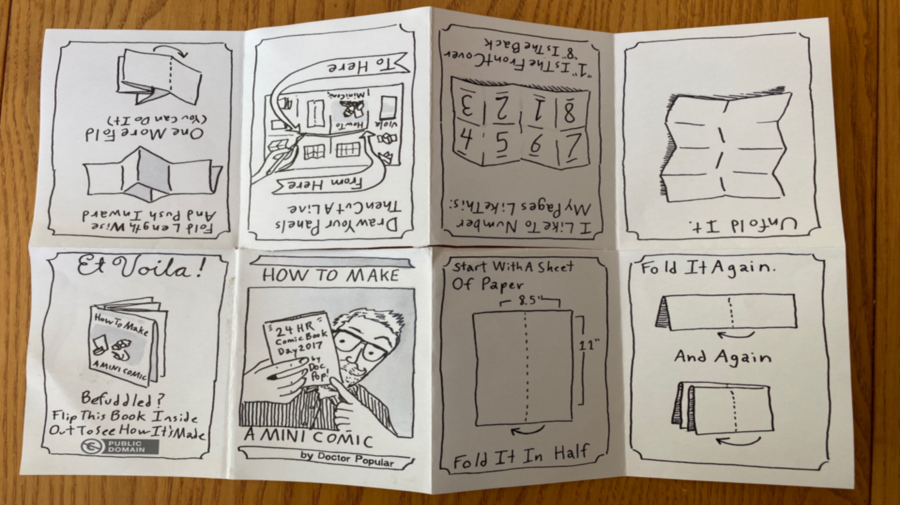 HOW TO MAKE
"24 HR
Comic Book
Day 2017"
by
Doc
Pop
A MINI COMIC
by Doctor Popular
Start With A Sheet
Of Paper
8.5"
11"
Fold It In Half
Fold It Again.
And Again
Unfold It.
I Like To Number
My Pages Like This:
7 6 5 4
8 1 2 3
"1" Is The Front Cover
"8" Is The Back
Draw Your Panels
Then Cut A Line
From Here
Viola
How To
To Here
Fold Length Wise
And Push Inward
One More Fold
(You Can Do It)
Et Voila!
How To Make
A MINI COMIC
Befuddled?
Flip This Book Inside
Out To See How It's Made
PUBLIC
DOMAIN